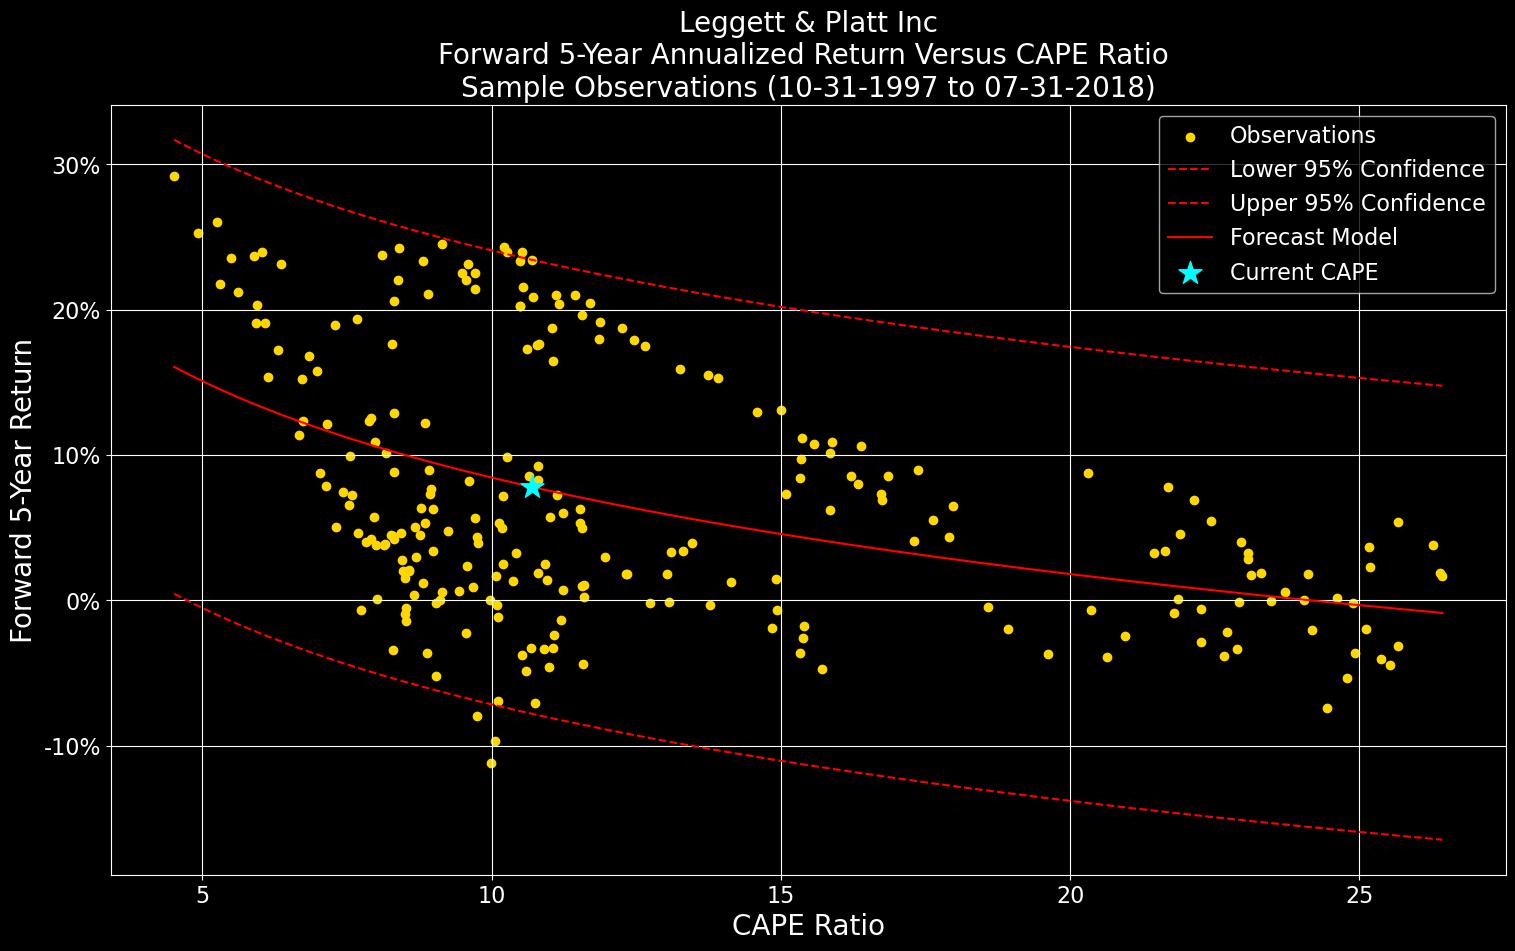 Leggett & Platt Inc
Forward 5-Year Annualized Return Versus CAPE Ratio
Sample Observations (10-31-1997 to 07-31-2018)
Observations
Lower 95% Confidence
Upper 95% Confidence
Forecast Model
Current CAPE
Forward 5-Year Return
30%
20%
10%
0%
-10%
5
10
15
20
25
CAPE Ratio